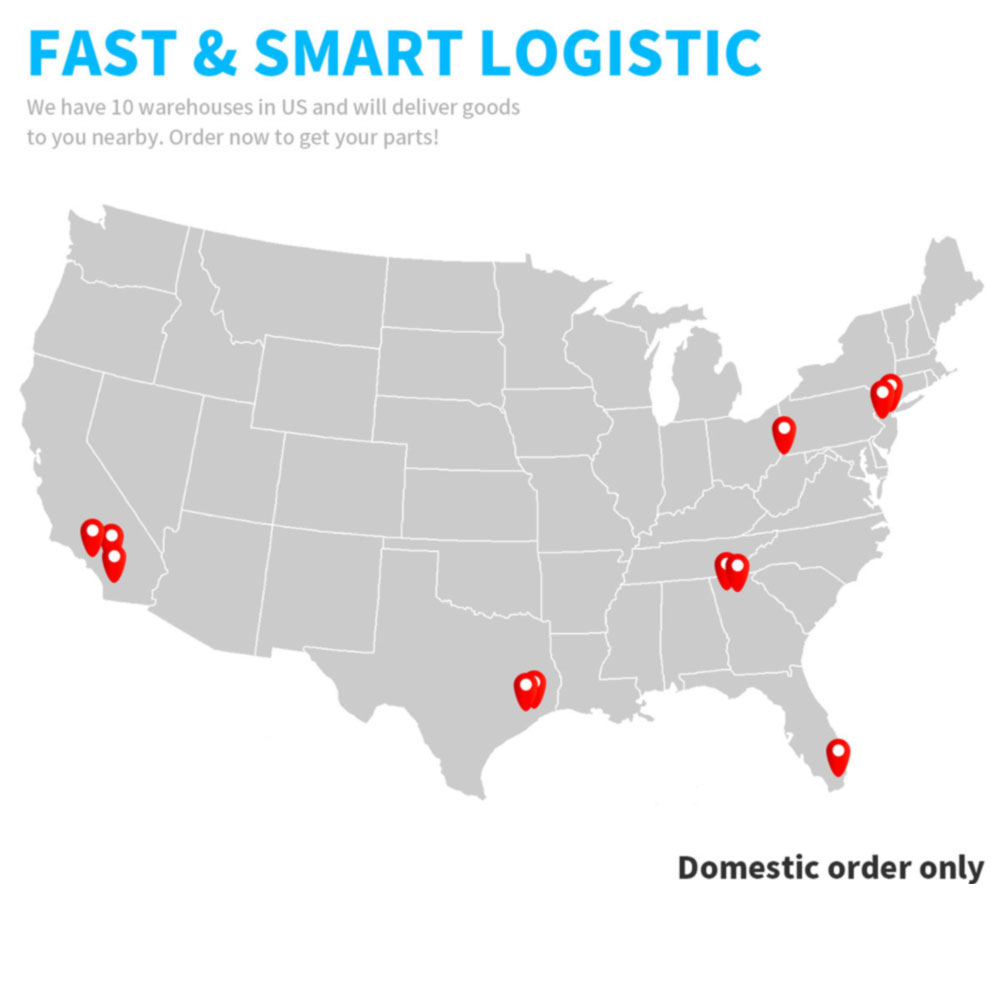 FAST & SMART LOGISTIC
We have 10 warehouses in US and will deliver goods
to you nearby. Order now to get your parts!
Domestic order only